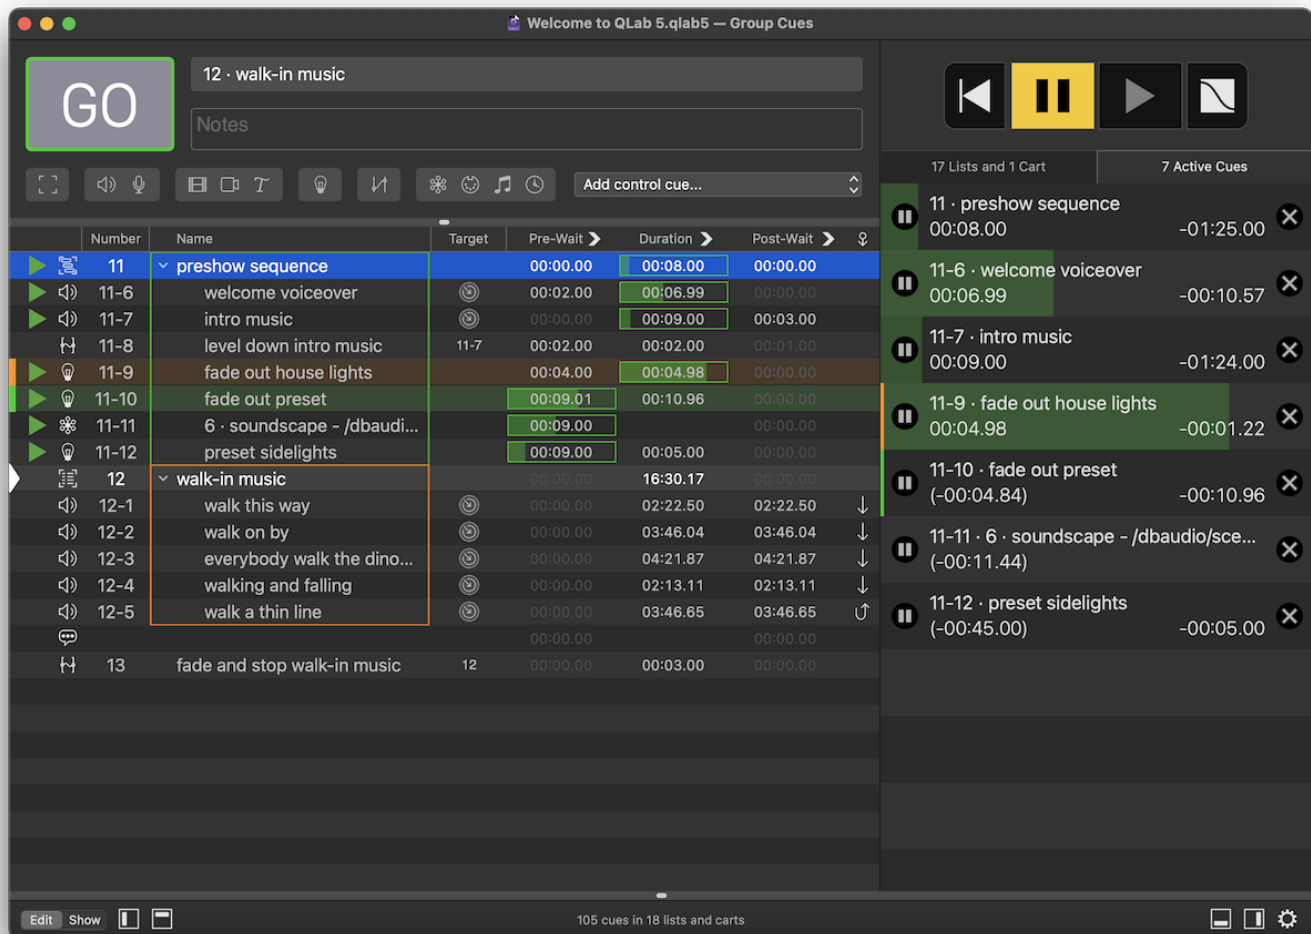 Welcome to QLab 5.qlab5 — Group Cues
GO
12 · walk-in music
Notes
Add control cue...
Number Name Target Pre-Wait Duration Post-Wait
11 preshow sequence 00:00.00 00:08.00 00:00.00
11-6 welcome voiceover 00:02.00 00:06.99 00:00.00
11-7 intro music 00:00.00 00:09.00 00:03.00
11-8 level down intro music 11-7 00:02.00 00:02.00 00:01.00
11-9 fade out house lights 00:04.00 00:04.98 00:00.00
11-10 fade out preset 00:09.01 00:10.96 00:00.00
11-11 6 · soundscape - /dbaudi... 00:09.00 00:00.00
11-12 preset sidelights 00:09.00 00:05.00 00:00.00
12 walk-in music 00:00.00 16:30.17 00:00.00
12-1 walk this way 00:00.00 02:22.50 02:22.50
12-2 walk on by 00:00.00 03:46.04 03:46.04
12-3 everybody walk the dino... 00:00.00 04:21.87 04:21.87
12-4 walking and falling 00:00.00 02:13.11 02:13.11
12-5 walk a thin line 00:00.00 03:46.65 03:46.65
00:00.00 00:00.00
13 fade and stop walk-in music 12 00:00.00 00:03.00 00:00.00
17 Lists and 1 Cart 7 Active Cues
11 · preshow sequence
00:08.00 -01:25.00
11-6 · welcome voiceover
00:06.99 -00:10.57
11-7 · intro music
00:09.00 -01:24.00
11-9 · fade out house lights
00:04.98 -00:01.22
11-10 · fade out preset
(-00:04.84) -00:10.96
11-11 · 6 · soundscape - /dbaudio/sce...
(-00:11.44)
11-12 · preset sidelights
(-00:45.00) -00:05.00
Edit Show
105 cues in 18 lists and carts